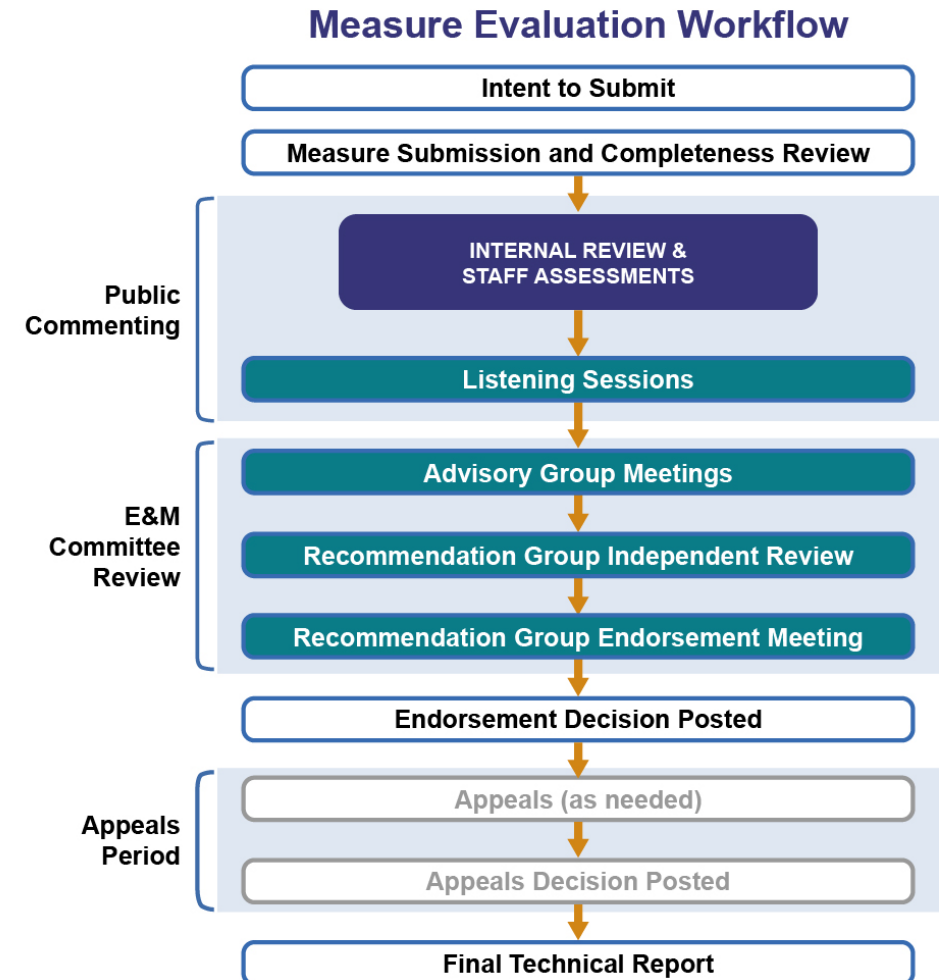 Measure Evaluation Workflow
Intent to Submit
Measure Submission and Completeness Review
Public
Commenting
INTERNAL REVIEW &
STAFF ASSESSMENTS
Listening Sessions
E&M
Committee
Review
Advisory Group Meetings
Recommendation Group Independent Review
Recommendation Group Endorsement Meeting
Endorsement Decision Posted
Appeals
Period
Appeals (as needed)
Appeals Decision Posted
Final Technical Report